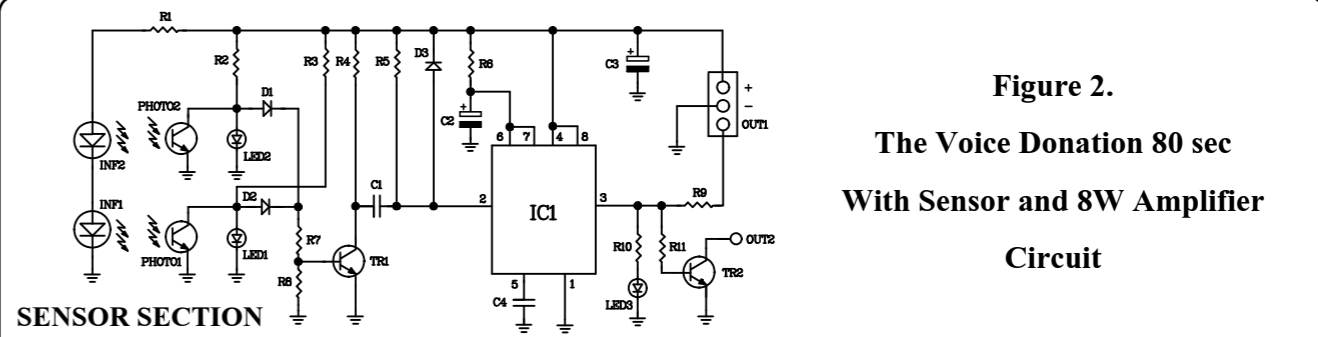 R1
R2
R3
R4
R5
D3
R6
C3
+
+
−
OUT1
PHOTO2
D1
LED2
INF2
C2
+
6
7
4
8
INF1
D2
C1
2
IC1
3
R9
PHOTO1
LED1
R7
R8
TR1
R10
R11
OUT2
TR2
5
1
C4
LED3
SENSOR SECTION
Figure 2.
The Voice Donation 80 sec
With Sensor and 8W Amplifier
Circuit